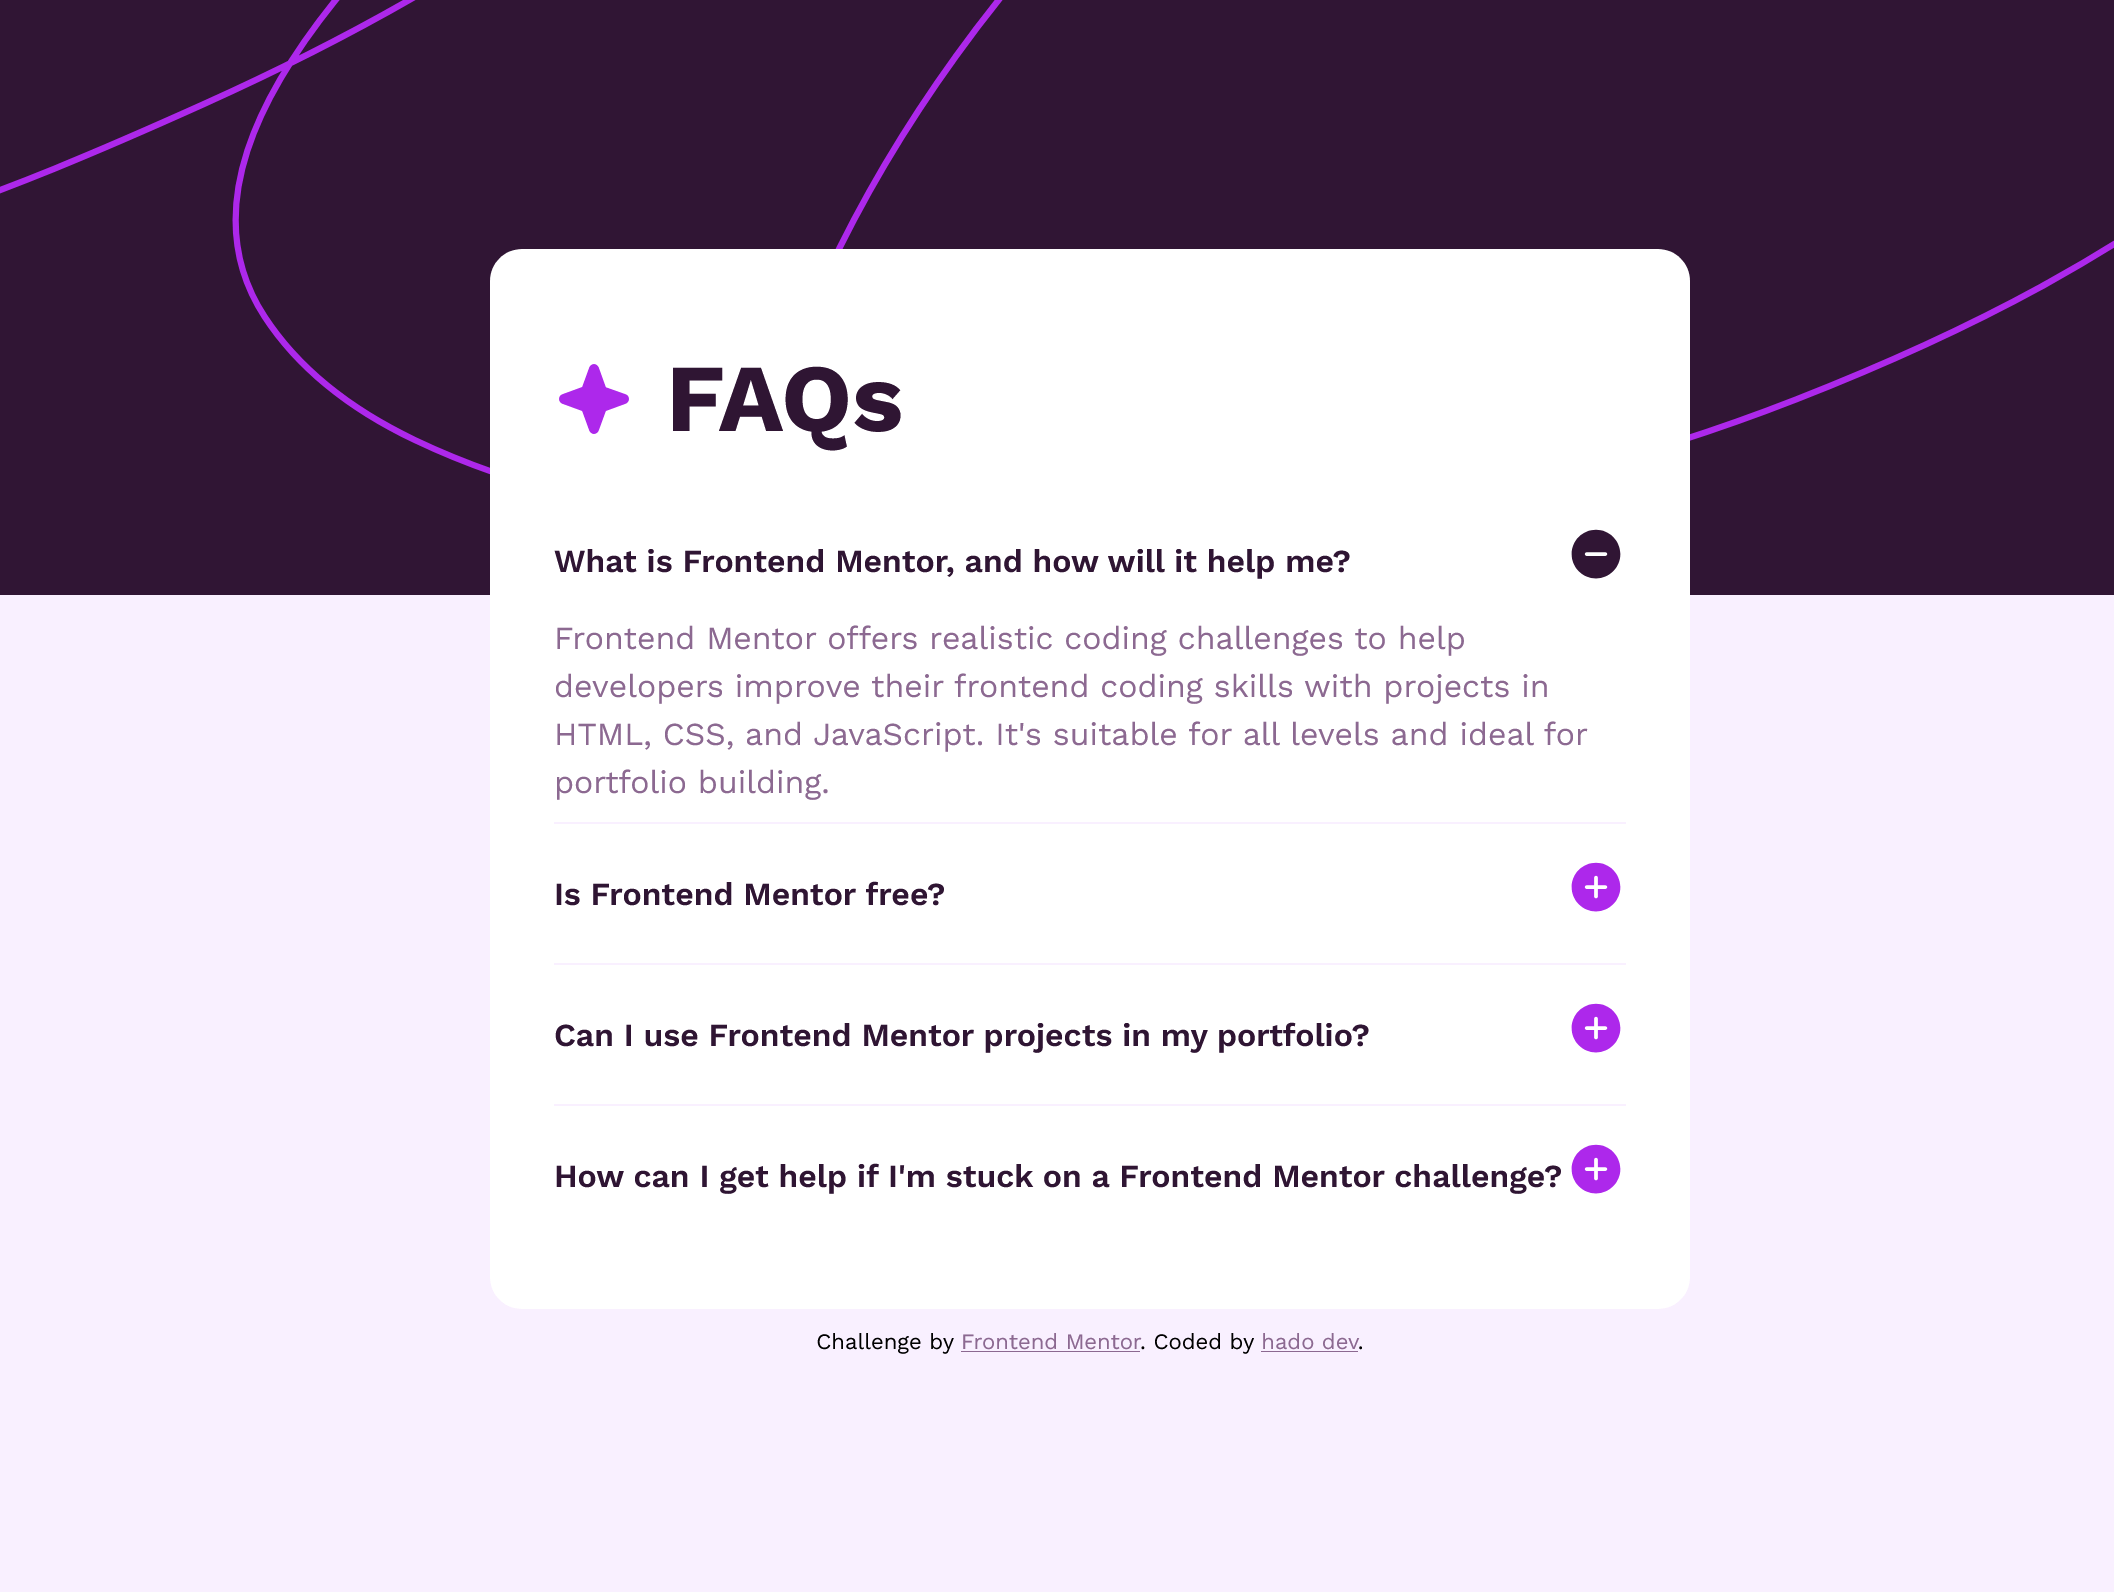 FAQs
What is Frontend Mentor, and how will it help me?
Frontend Mentor offers realistic coding challenges to help
developers improve their frontend coding skills with projects in
HTML, CSS, and JavaScript. It's suitable for all levels and ideal for
portfolio building.
Is Frontend Mentor free?
Can I use Frontend Mentor projects in my portfolio?
How can I get help if I'm stuck on a Frontend Mentor challenge?
Challenge by Frontend Mentor. Coded by hado dev.